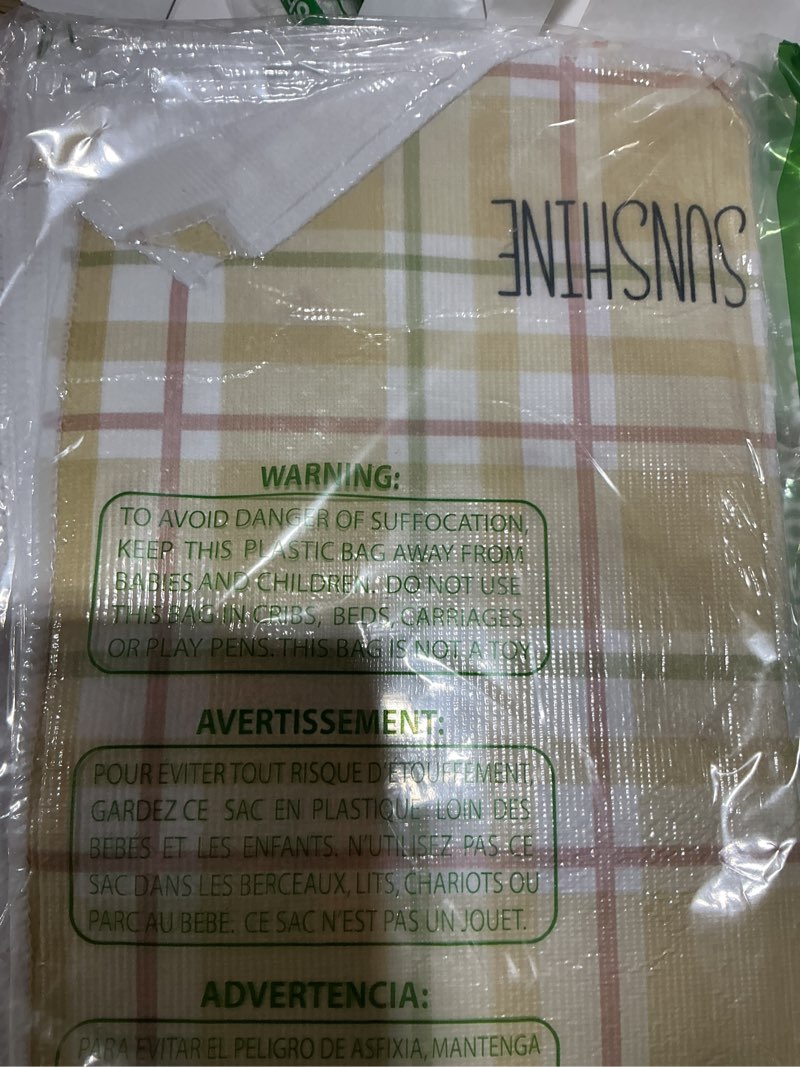 SUNSHINE
WARNING:
TO AVOID DANGER OF SUFFOCATION,
KEEP THIS PLASTIC BAG AWAY FROM
BABIES AND CHILDREN. DO NOT USE
THIS BAG IN CRIBS, BEDS, CARRIAGES
OR PLAY PENS. THIS BAG IS NOT A TOY.
AVERTISSEMENT:
POUR EVITER TOUT RISQUE D'ÉTOUFFEMENT,
GARDEZ CE SAC EN PLASTIQUE LOIN DES
BEBES ET LES ENFANTS. N'UTILISEZ PAS CE
SAC DANS LES BERCEAUX, LITS, CHARIOTS OU
PARC AU BEBE. CE SAC N'EST PAS UN JOUET.
ADVERTENCIA:
PARA EVITAR EL PELIGRO DE ASFIXIA, MANTENGA